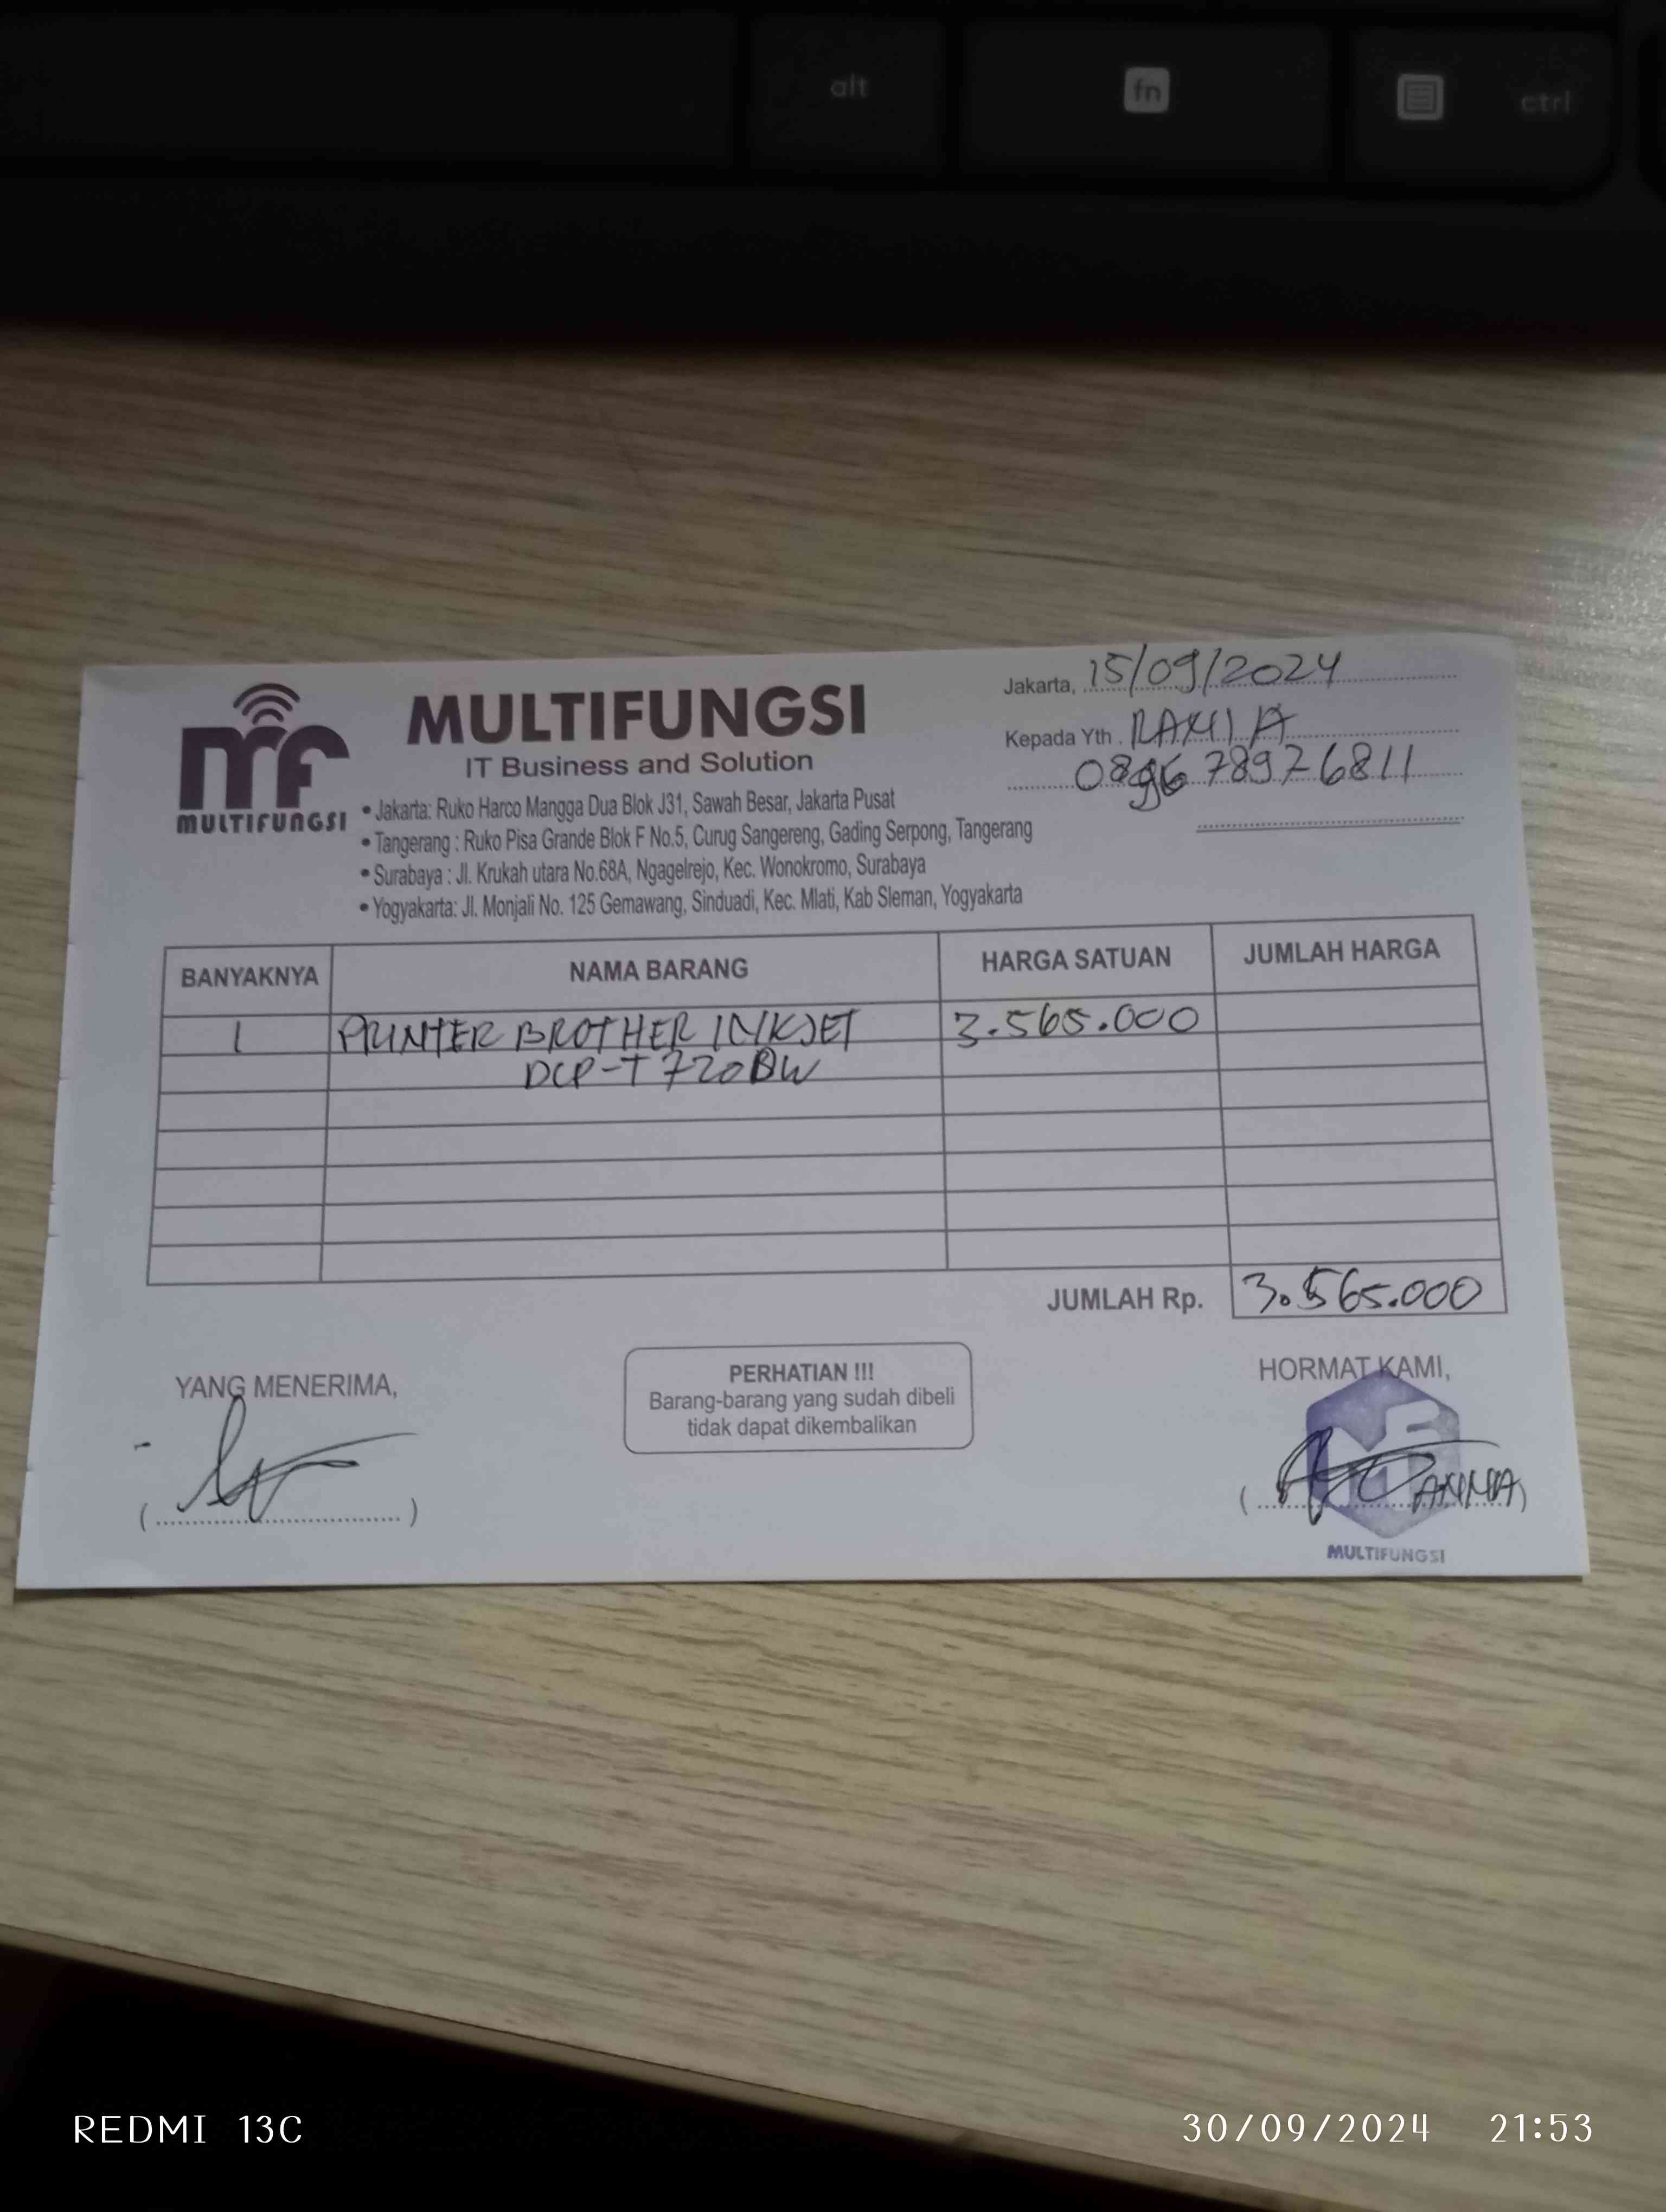 alt
fn
ctrl
MULTIFUNGSI
MULTIFUNGSI
IT Business and Solution
• Jakarta: Ruko Harco Mangga Dua Blok J31, Sawah Besar, Jakarta Pusat
• Tangerang : Ruko Pisa Grande Blok F No.5, Curug Sangereng, Gading Serpong, Tangerang
• Surabaya : Jl. Krukah utara No.68A, Ngagelrejo, Kec. Wonokromo, Surabaya
• Yogyakarta: Jl. Monjali No. 125 Gemawang, Sinduadi, Kec. Mlati, Kab Sleman, Yogyakarta
Jakarta, 15/09/2024
Kepada Yth.
BANYAKNYA NAMA BARANG HARGA SATUAN JUMLAH HARGA
1 PRINTER BROTHER INKJET 3.565.000
DCP-T720DW
JUMLAH Rp. 3.565.000
YANG MENERIMA,
PERHATIAN !!!
Barang-barang yang sudah dibeli
tidak dapat dikembalikan
HORMAT KAMI,
MF
MULTIFUNGSI
REDMI 13C
30/09/2024 21:53